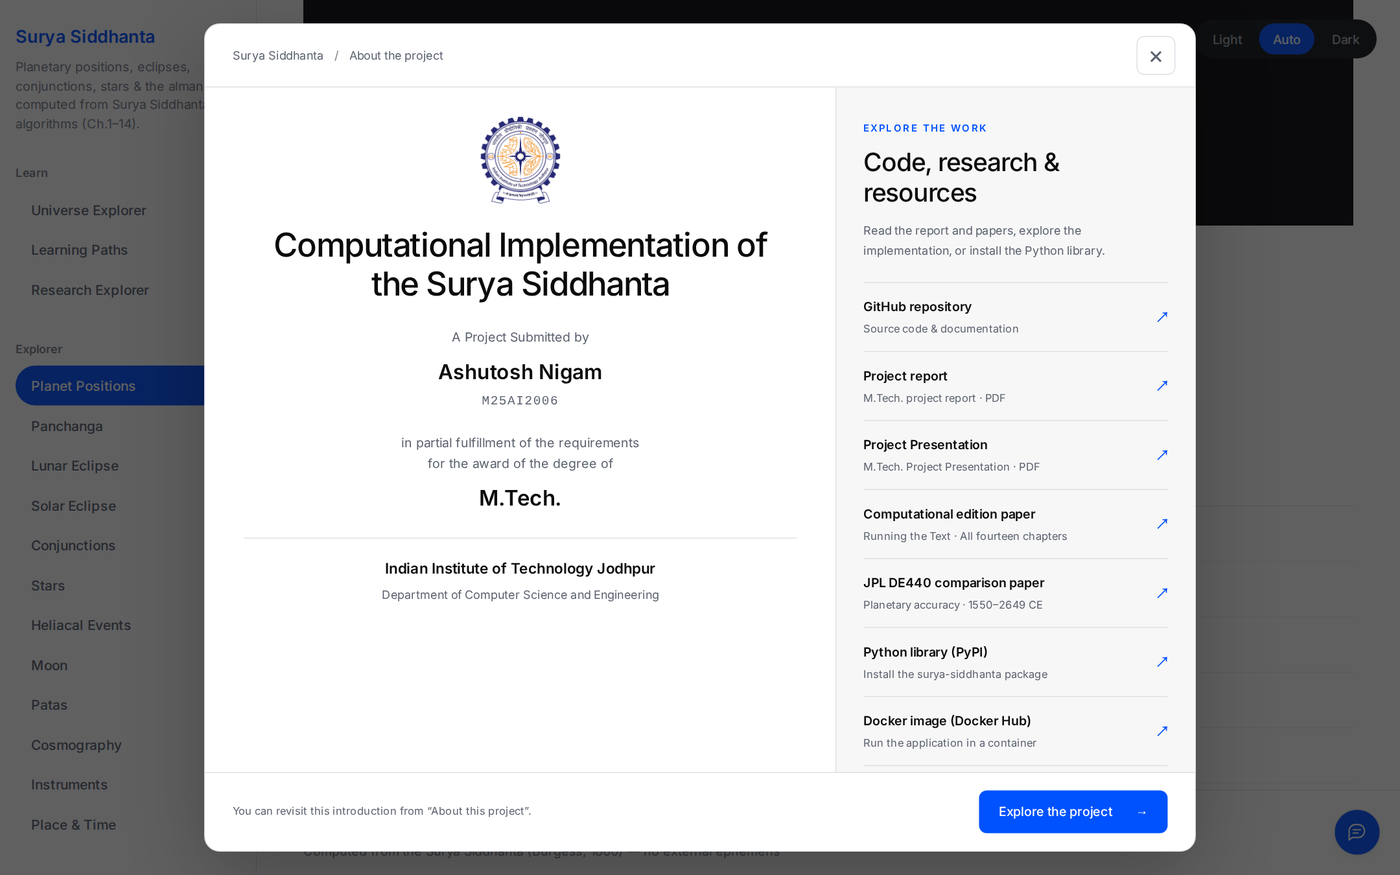 Surya Siddhanta
Planetary positions, eclipses,
conjunctions, stars & the
computed from Surya
algorithms (Ch.1–14).
Learn
Universe Explorer
Learning Paths
Research Explorer
Explorer
Planet Positions
Panchanga
Lunar Eclipse
Solar Eclipse
Conjunctions
Stars
Heliacal Events
Moon
Patas
Cosmography
Instruments
Place & Time
Light
Auto
Dark
Surya Siddhanta / About the project
Computational Implementation of
the Surya Siddhanta
A Project Submitted by
Ashutosh Nigam
M25AI2006
in partial fulfillment of the requirements
for the award of the degree of
M.Tech.
Indian Institute of Technology Jodhpur
Department of Computer Science and Engineering
EXPLORE THE WORK
Code, research &
resources
Read the report and papers, explore the
implementation, or install the Python library.
GitHub repository
Source code & documentation
Project report
M.Tech. project report · PDF
Project Presentation
M.Tech. Project Presentation · PDF
Computational edition paper
Running the Text · All fourteen chapters
JPL DE440 comparison paper
Planetary accuracy · 1550–2649 CE
Python library (PyPI)
Install the surya-siddhanta package
Docker image (Docker Hub)
Run the application in a container
You can revisit this introduction from “About this project”.
Explore the project →